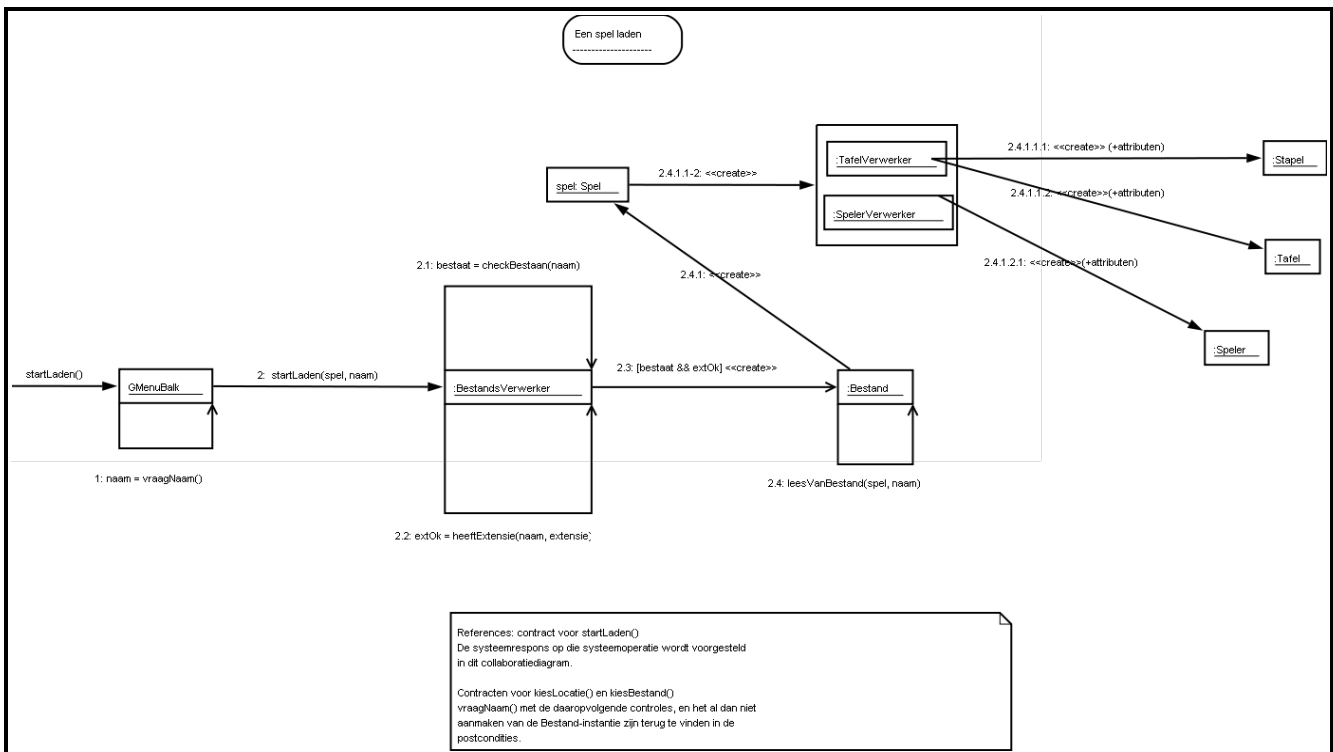 Een spel laden
---------------------
:TafelVerwerker
2.4.1.1.1: <<create>> (+attributen)
:Stapel
2.4.1.1-2: <<create>>
spel: Spel
2.4.1.1.2: <<create>>(+attributen)
:SpelerVerwerker
:Tafel
2.1: bestaat = checkBestaan(naam)
2.4.1: <<create>>
2.4.1.2.1: <<create>>(+attributen)
:Speler
startLaden()
GMenuBalk
2: startLaden(spel, naam)
:BestandsVerwerker
2.3: [bestaat && extOk] <<create>>
:Bestand
1: naam = vraagNaam()
2.4: leesVanBestand(spel, naam)
2.2: extOk = heeftExtensie(naam, extensie)
References: contract voor startLaden()
De systeemrespons op die systeemoperatie wordt voorgesteld
in dit collaboratiediagram.
Contracten voor kiesLocatie() en kiesBestand()
vraagNaam() met de daaropvolgende controles, en het al dan niet
aanmaken van de Bestand-instantie zijn terug te vinden in de
postcondities.